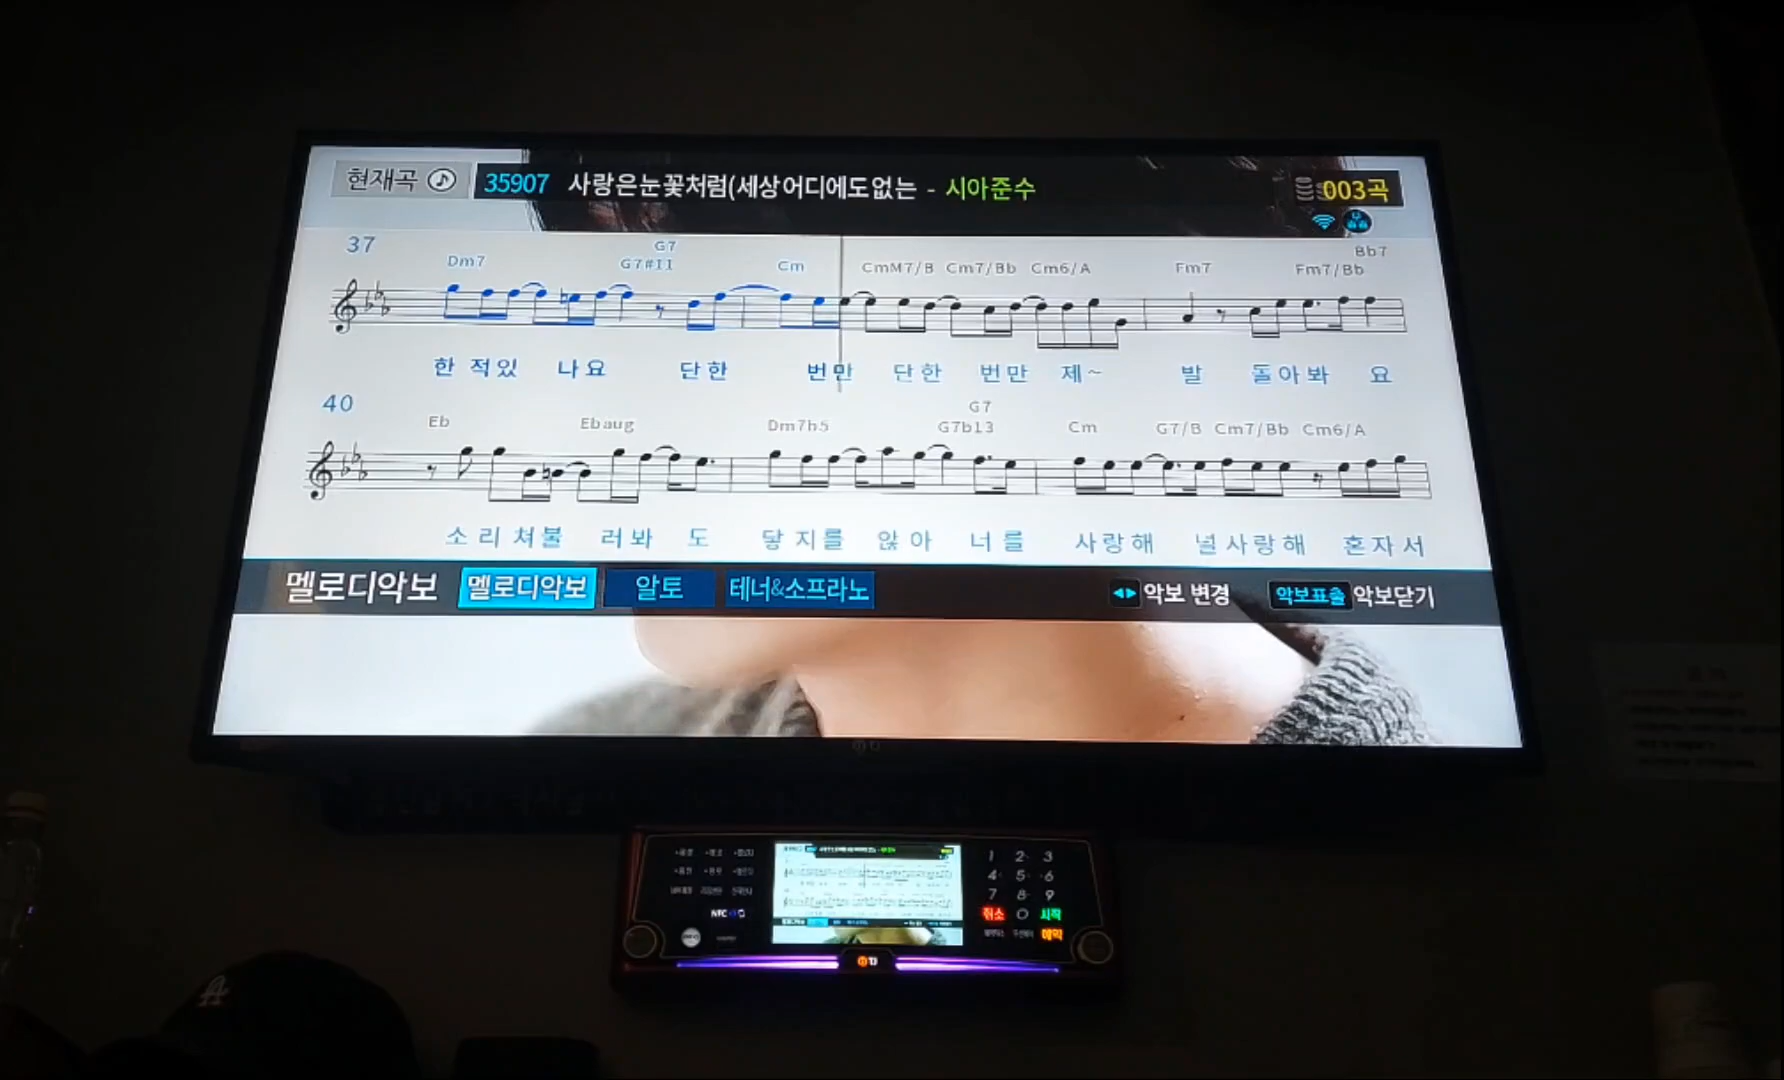 현재곡 35907 사랑은눈꽃처럼(세상어디에도없는 - 시아준수 003곡
37
G7 Bb7
Dm7 G7#11 Cm CmM7/B Cm7/Bb Cm6/A Fm7 Fm7/Bb
한 적있 나요 단한 번만 단한 번만 제~ 발 돌아봐 요
40
G7
Eb Ebaug Dm7b5 G7b13 Cm G7/B Cm7/Bb Cm6/A
소리쳐불 러봐 도 닿지를 않아 너를 사랑해 널사랑해 혼자서
멜로디악보 멜로디악보 알토 테너&소프라노 ◀▶ 악보 변경 악보표출 악보닫기
TJ
1 2 3
4 5 6
NFC 7 8 9
취소 0 시작
예약
TJ
LA